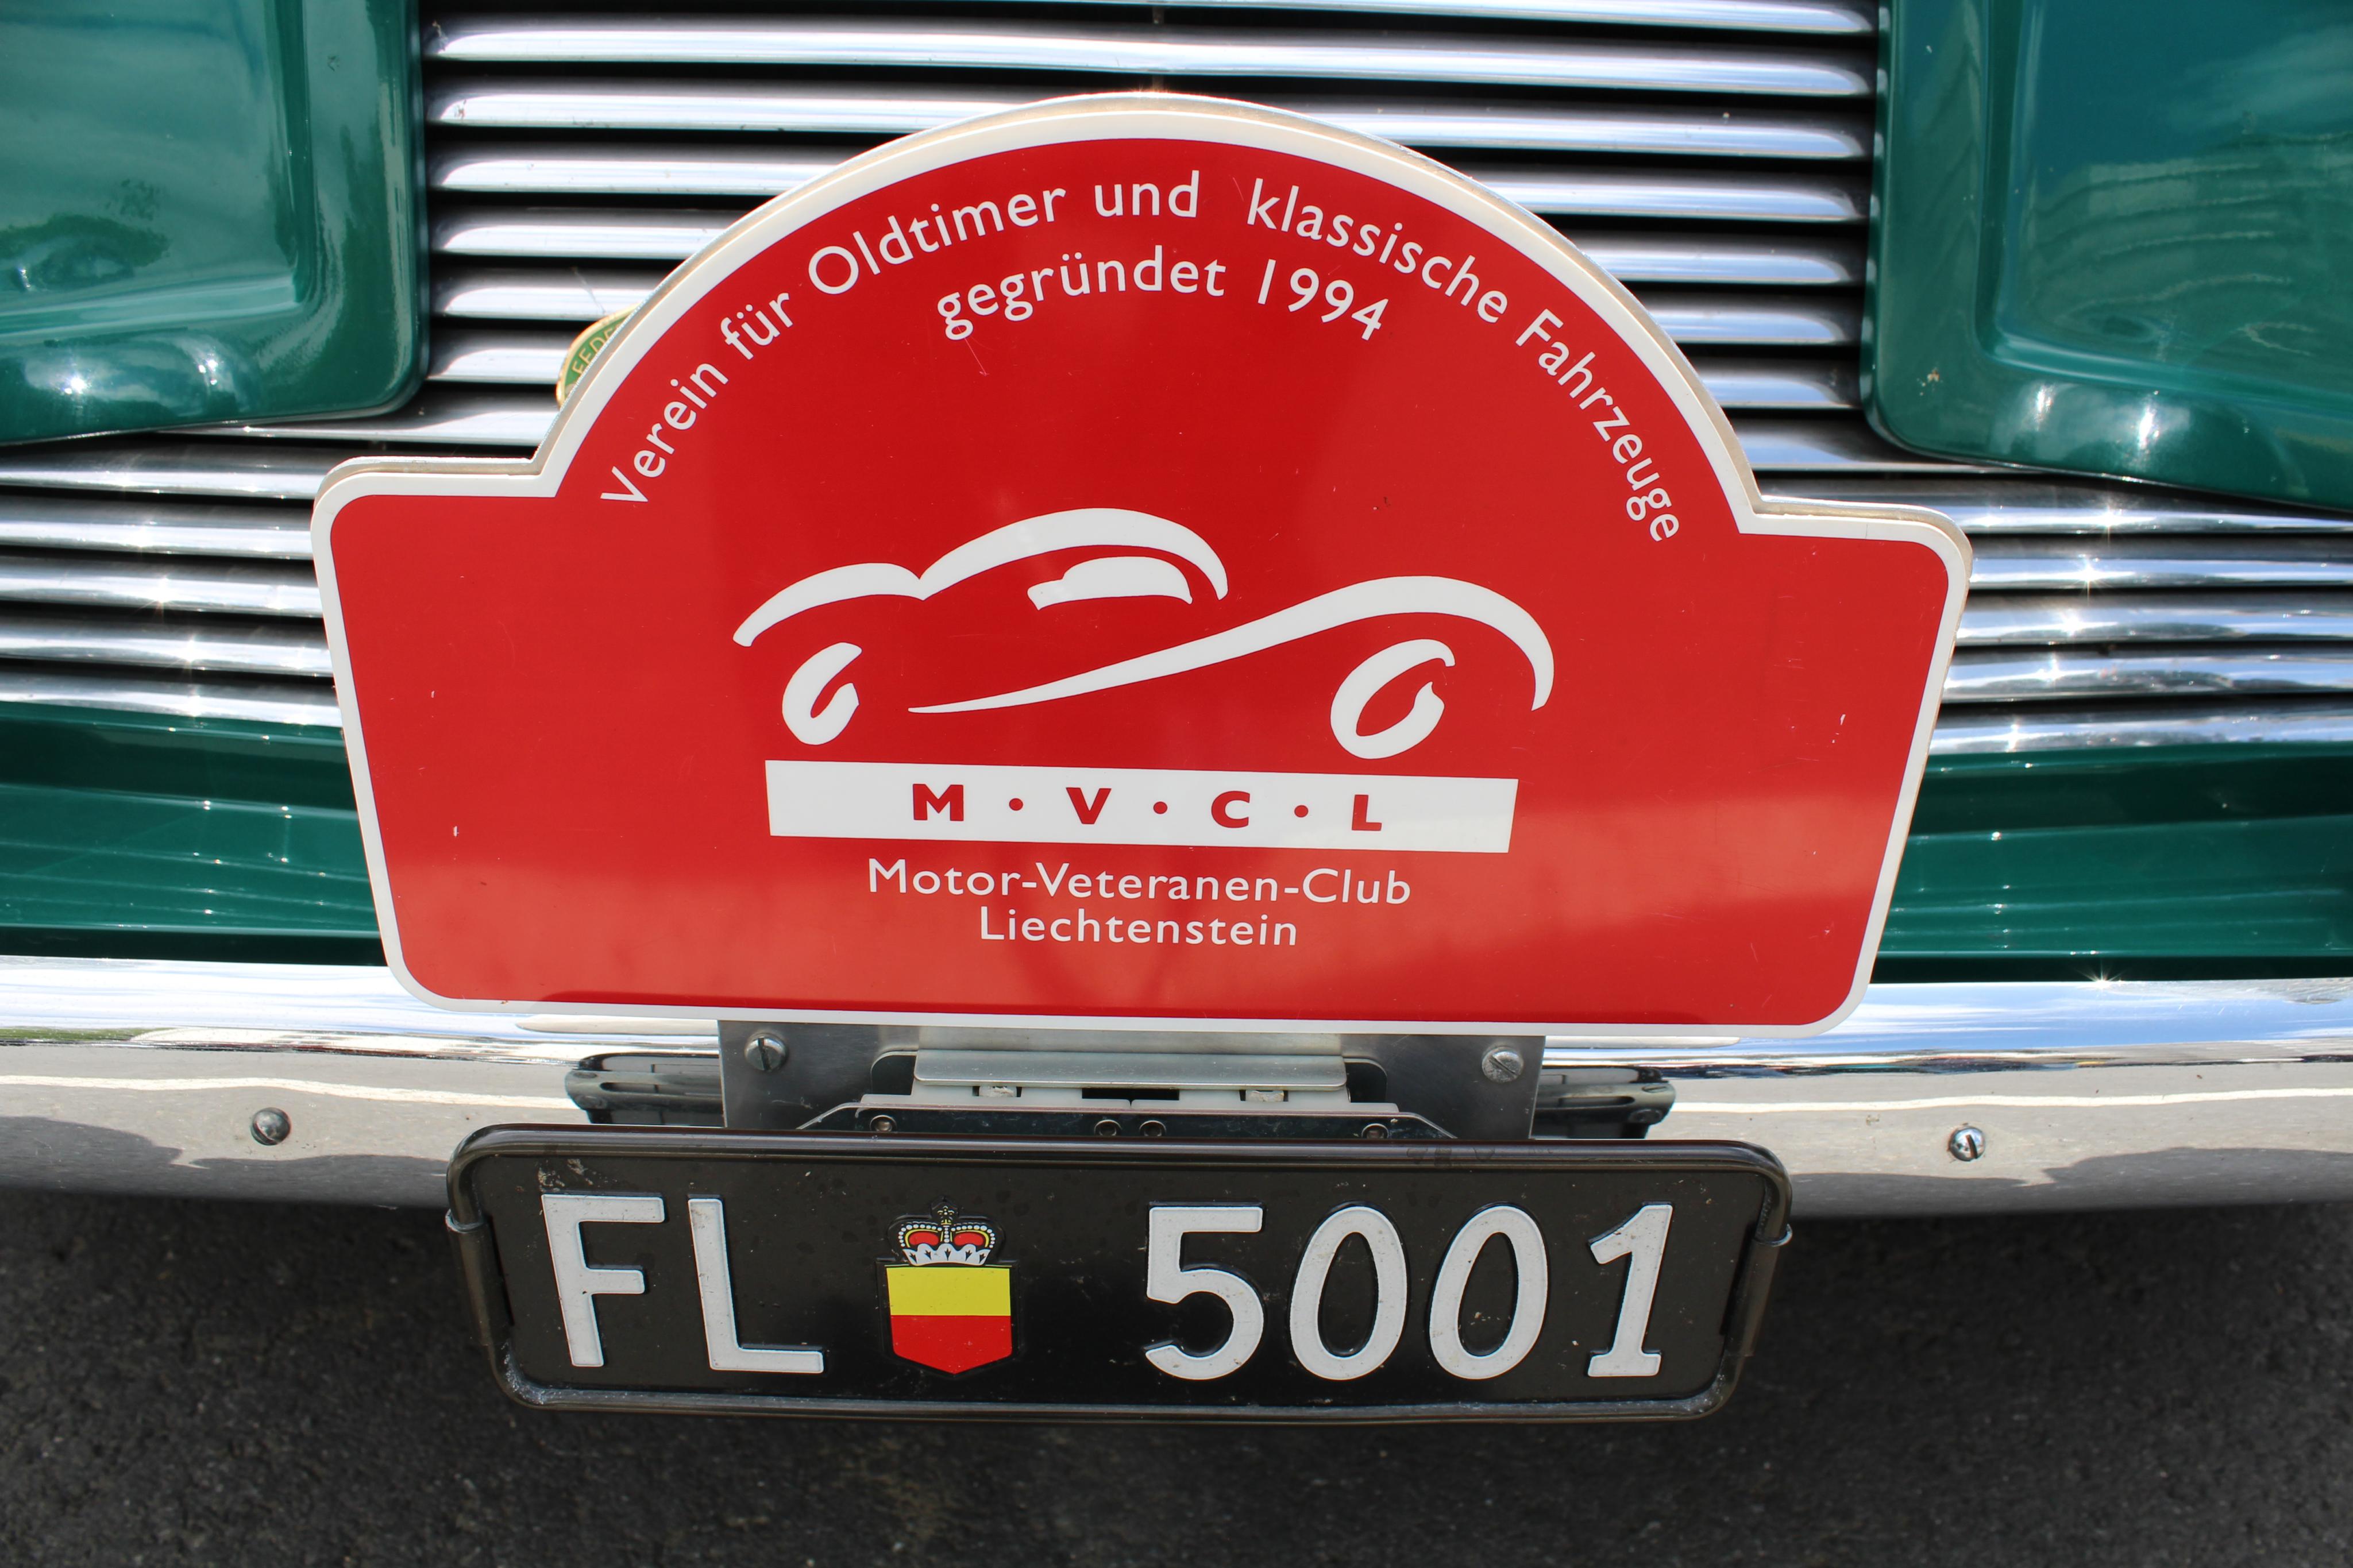 Verein für Oldtimer und klassische Fahrzeuge
gegründet 1994
M·V·C·L
Motor-Veteranen-Club
Liechtenstein
FL 5001